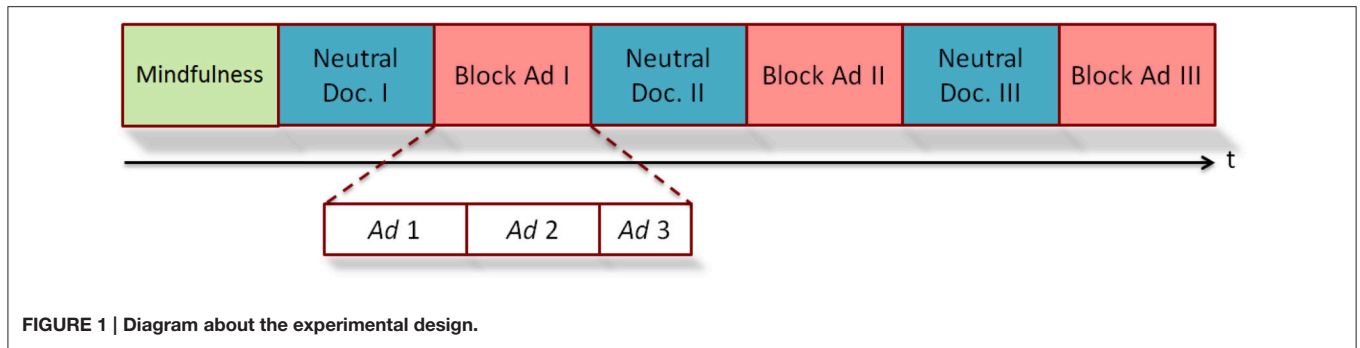 Mindfulness
Neutral
Doc. I
Block Ad I
Neutral
Doc. II
Block Ad II
Neutral
Doc. III
Block Ad III
t
Ad 1
Ad 2
Ad 3
FIGURE 1 | Diagram about the experimental design.